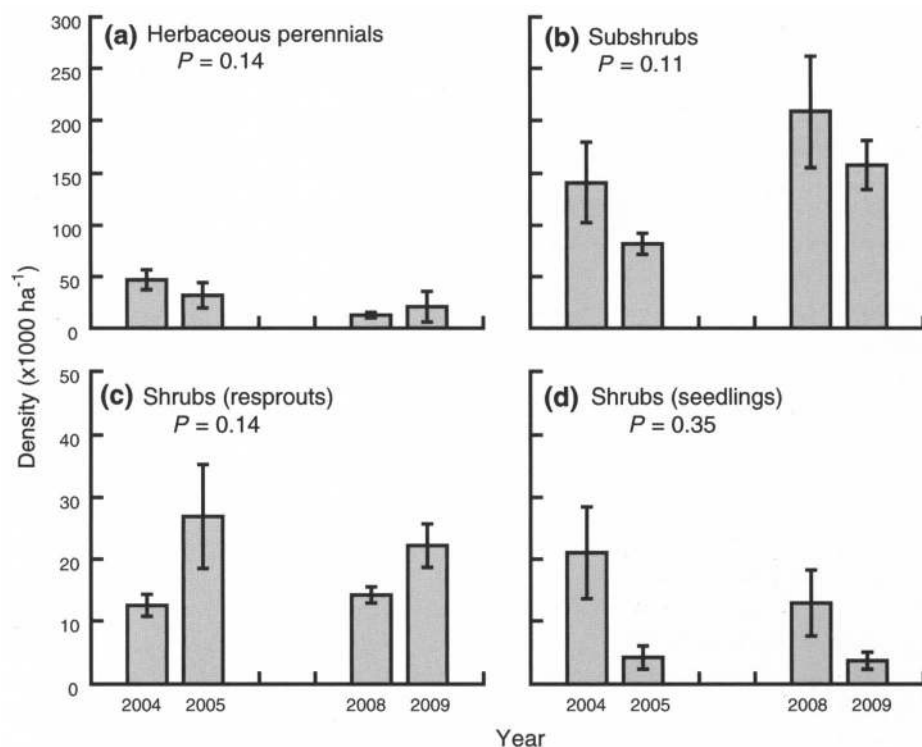 (a) Herbaceous perennials
P = 0.14
(b) Subshrubs
P = 0.11
300
250
200
150
100
50
0
(c) Shrubs (resprouts)
P = 0.14
(d) Shrubs (seedlings)
P = 0.35
50
40
30
20
10
0
Density (x1000 ha⁻¹)
2004 2005 2008 2009
2004 2005 2008 2009
Year